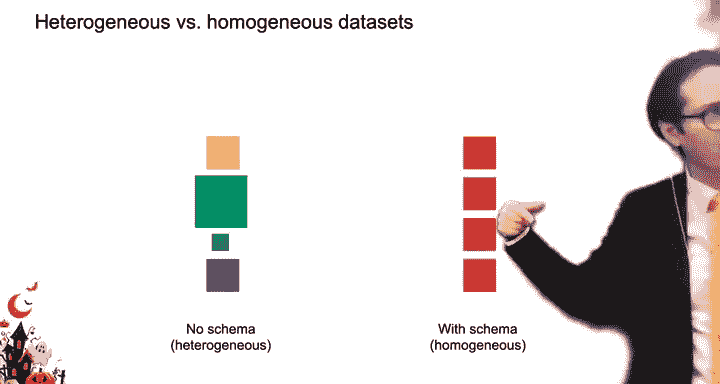 Heterogeneous vs. homogeneous datasets
No schema
(heterogeneous)
With schema
(homogeneous)